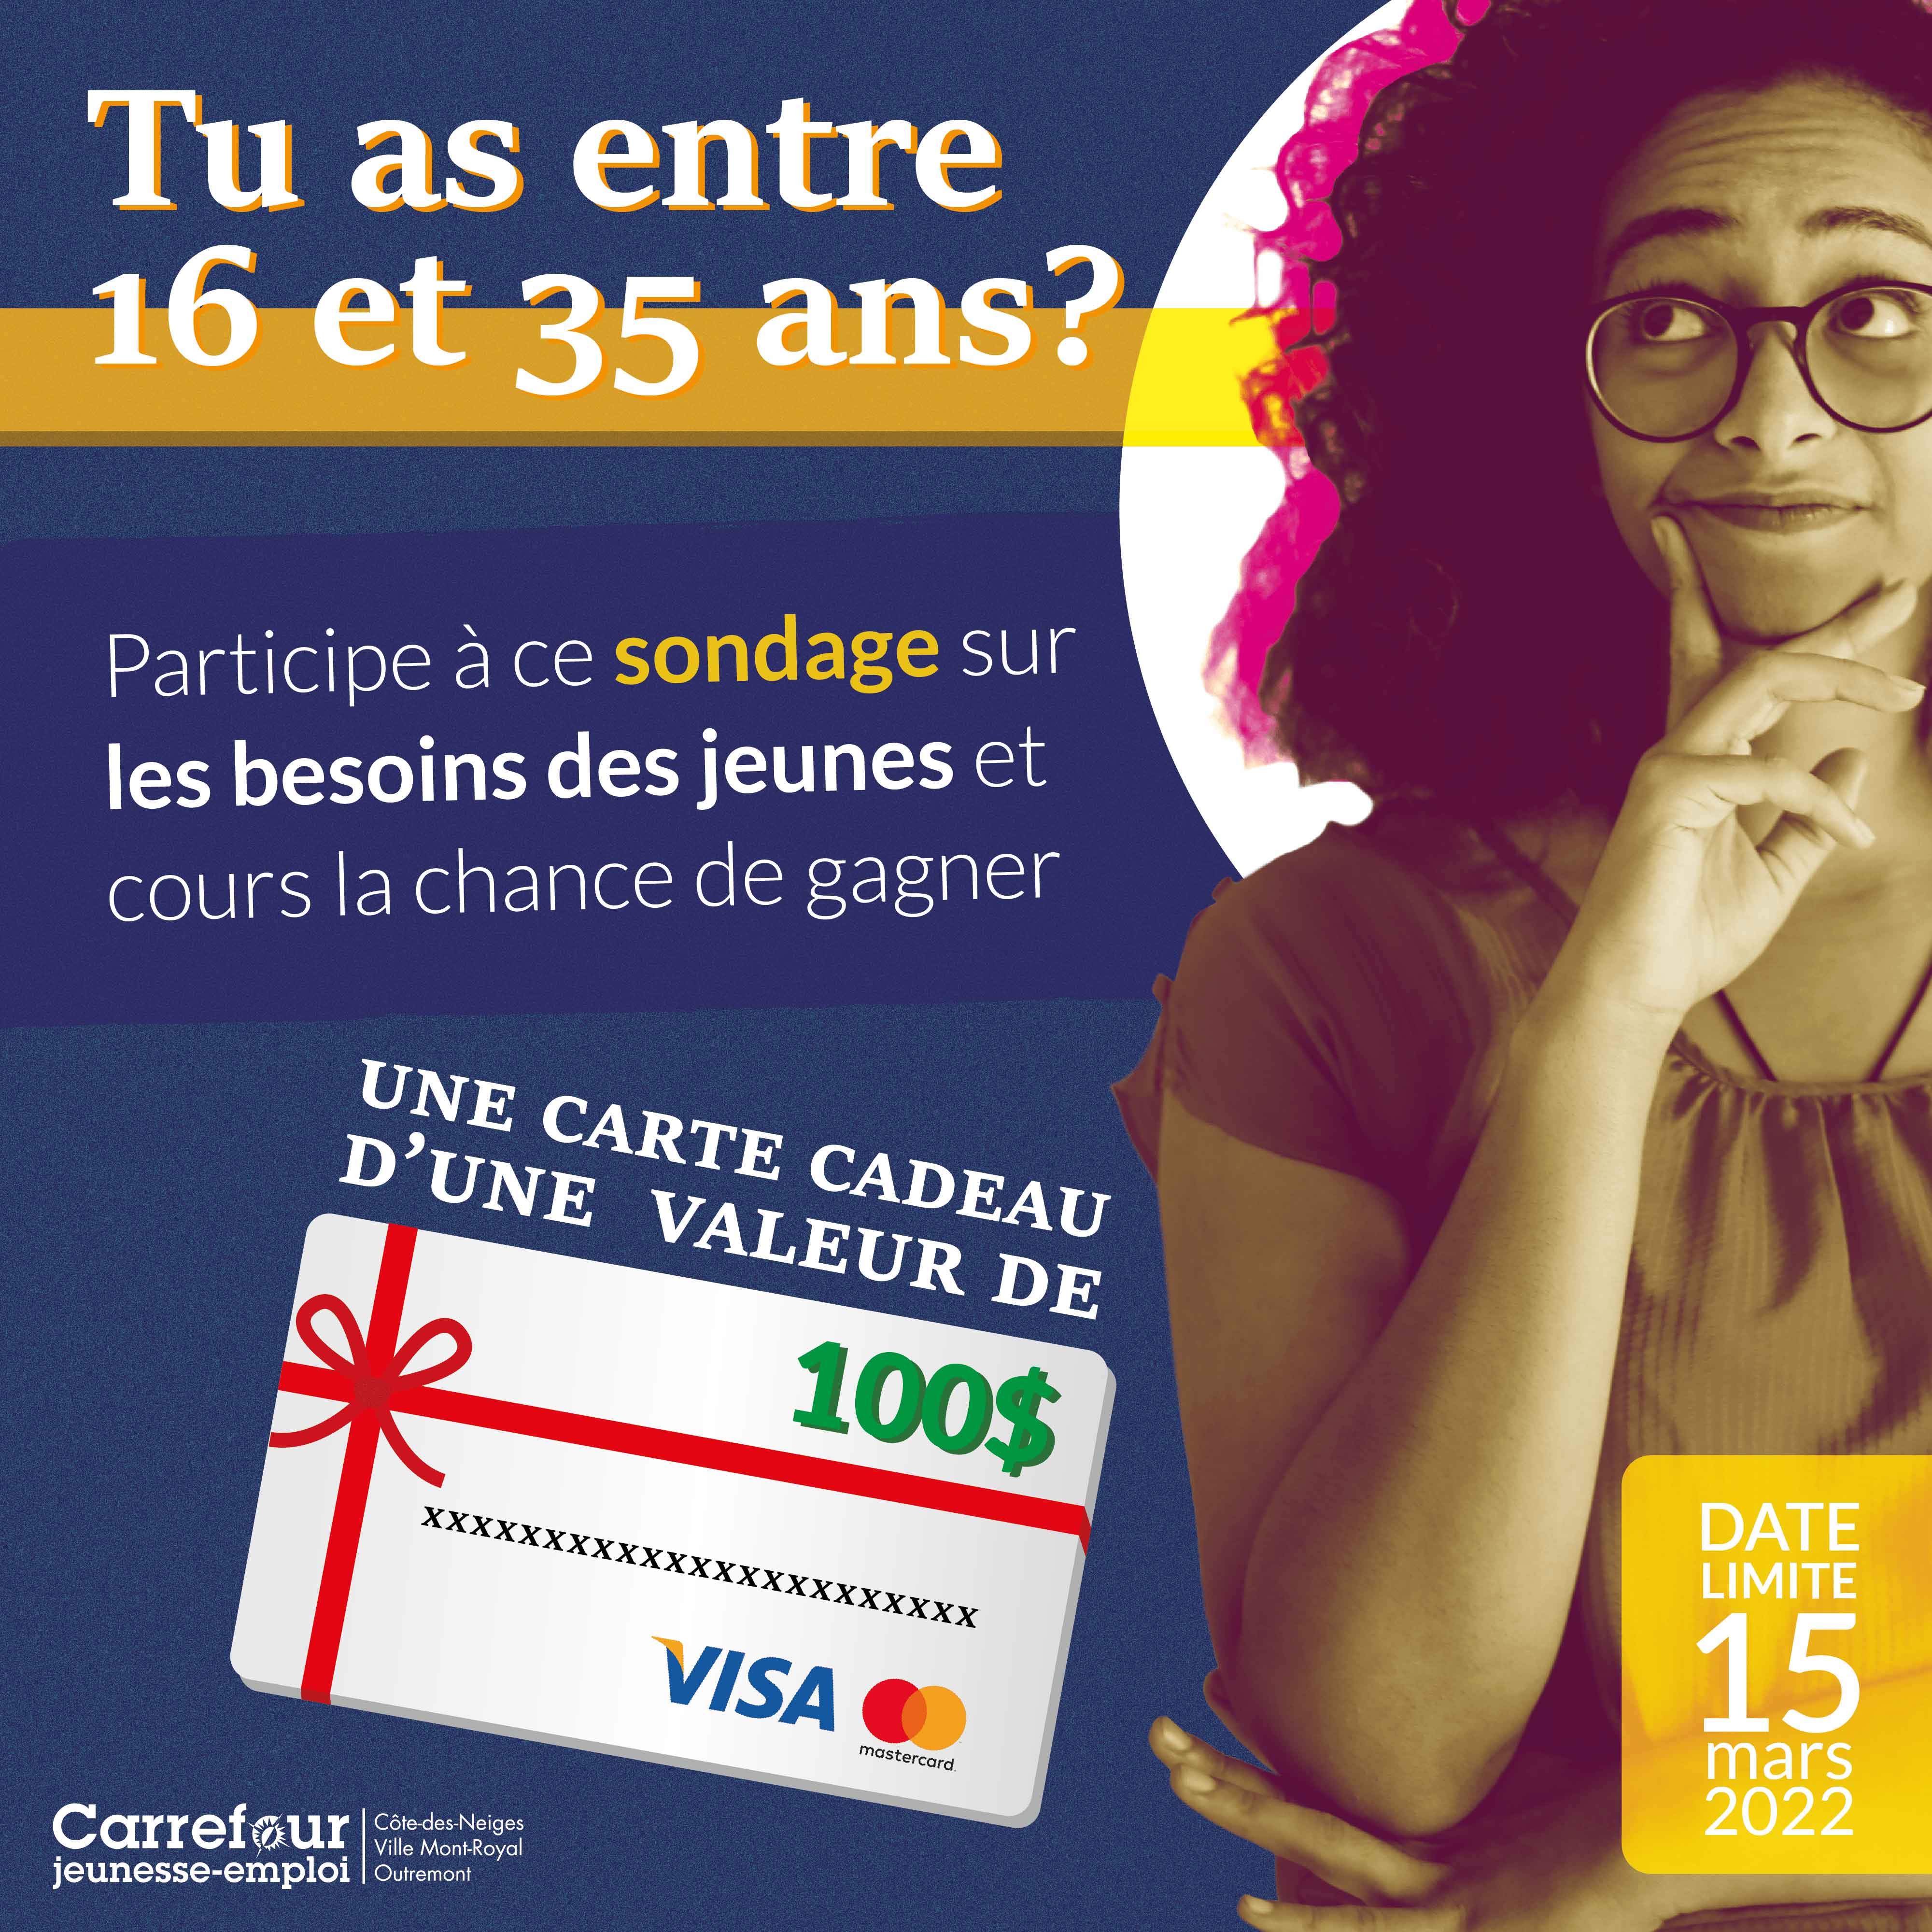 Tu as entre
16 et 35 ans?
Participe à ce sondage sur
les besoins des jeunes et
cours la chance de gagner
UNE CARTE CADEAU
D’UNE VALEUR DE
100$
xxxxxxxxxxxxxxxxxxxxxxx
VISA
mastercard.
DATE
LIMITE
15
mars
2022
Carrefour
jeunesse-emploi
Côte-des-Neiges
Ville Mont-Royal
Outremont